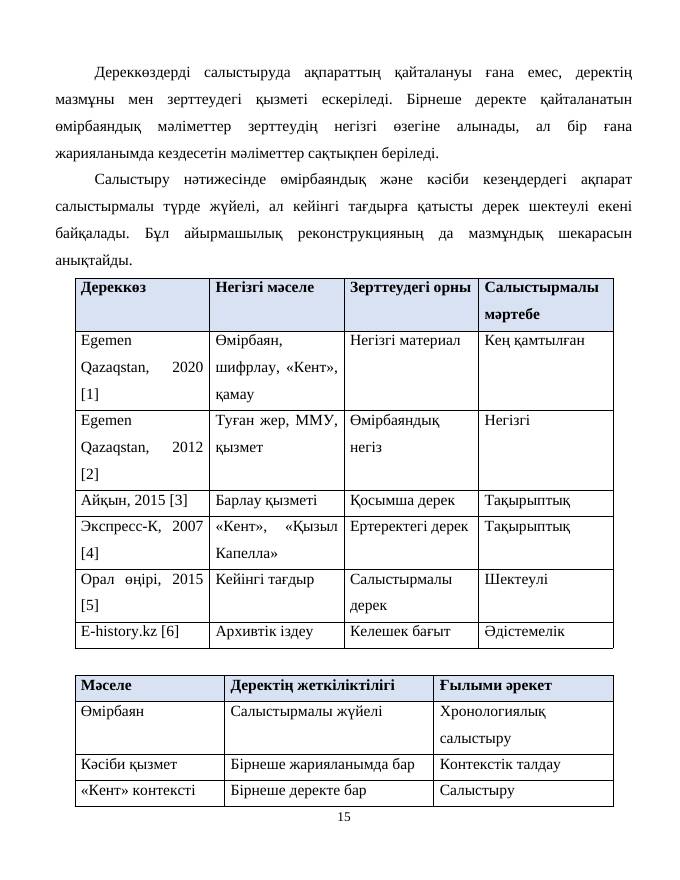 Дереккөздерді салыстыруда ақпараттың қайталануы ғана емес, деректің
мазмұны мен зерттеудегі қызметі ескеріледі. Бірнеше деректе қайталанатын
өмірбаяндық мәліметтер зерттеудің негізгі өзегіне алынады, ал бір ғана
жарияланымда кездесетін мәліметтер сақтықпен беріледі.
Салыстыру нәтижесінде өмірбаяндық және кәсіби кезеңдердегі ақпарат
салыстырмалы түрде жүйелі, ал кейінгі тағдырға қатысты дерек шектеулі екені
байқалады. Бұл айырмашылық реконструкцияның да мазмұндық шекарасын
анықтайды.
Дереккөз Негізгі мәселе Зерттеудегі орны Салыстырмалы
мәртебе
Egemen Өмірбаян, Негізгі материал Кең қамтылған
Qazaqstan, 2020 шифрлау, «Кент»,
[1] қамау
Egemen Туған жер, ММУ, Өмірбаяндық Негізгі
Qazaqstan, 2012 қызмет негіз
[2]
Айқын, 2015 [3] Барлау қызметі Қосымша дерек Тақырыптық
Экспресс-К, 2007 «Кент», «Қызыл Ертеректегі дерек Тақырыптық
[4] Капелла»
Орал өңірі, 2015 Кейінгі тағдыр Салыстырмалы Шектеулі
[5] дерек
E-history.kz [6] Архивтік іздеу Келешек бағыт Әдістемелік
Мәселе Деректің жеткіліктілігі Ғылыми әрекет
Өмірбаян Салыстырмалы жүйелі Хронологиялық
салыстыру
Кәсіби қызмет Бірнеше жарияланымда бар Контекстік талдау
«Кент» контексті Бірнеше деректе бар Салыстыру
15